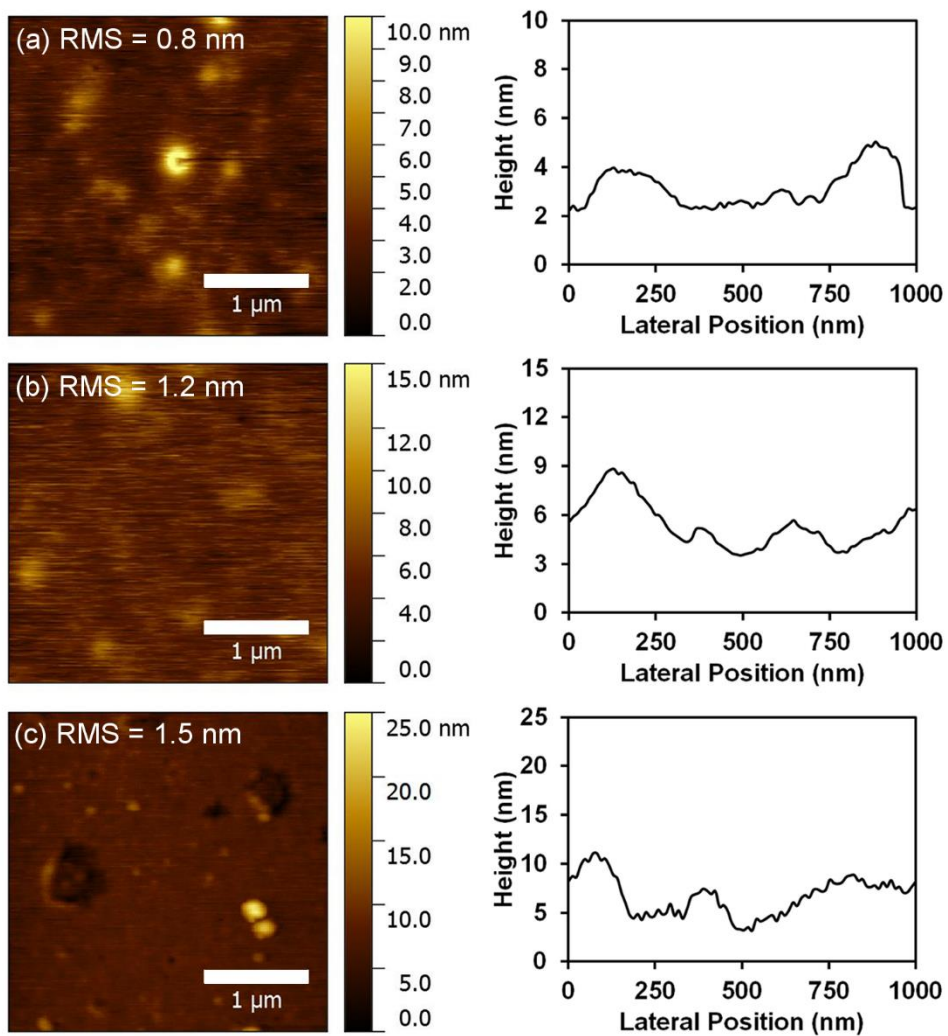 (a) RMS = 0.8 nm
1 µm
10.0 nm
9.0
8.0
7.0
6.0
5.0
4.0
3.0
2.0
0.0
10
8
6
4
2
0
Height (nm)
0 250 500 750 1000
Lateral Position (nm)
(b) RMS = 1.2 nm
1 µm
15.0 nm
12.0
10.0
8.0
6.0
4.0
0.0
15
12
9
6
3
0
Height (nm)
0 250 500 750 1000
Lateral Position (nm)
(c) RMS = 1.5 nm
1 µm
25.0 nm
20.0
15.0
10.0
5.0
0.0
25
20
15
10
5
0
Height (nm)
0 250 500 750 1000
Lateral Position (nm)